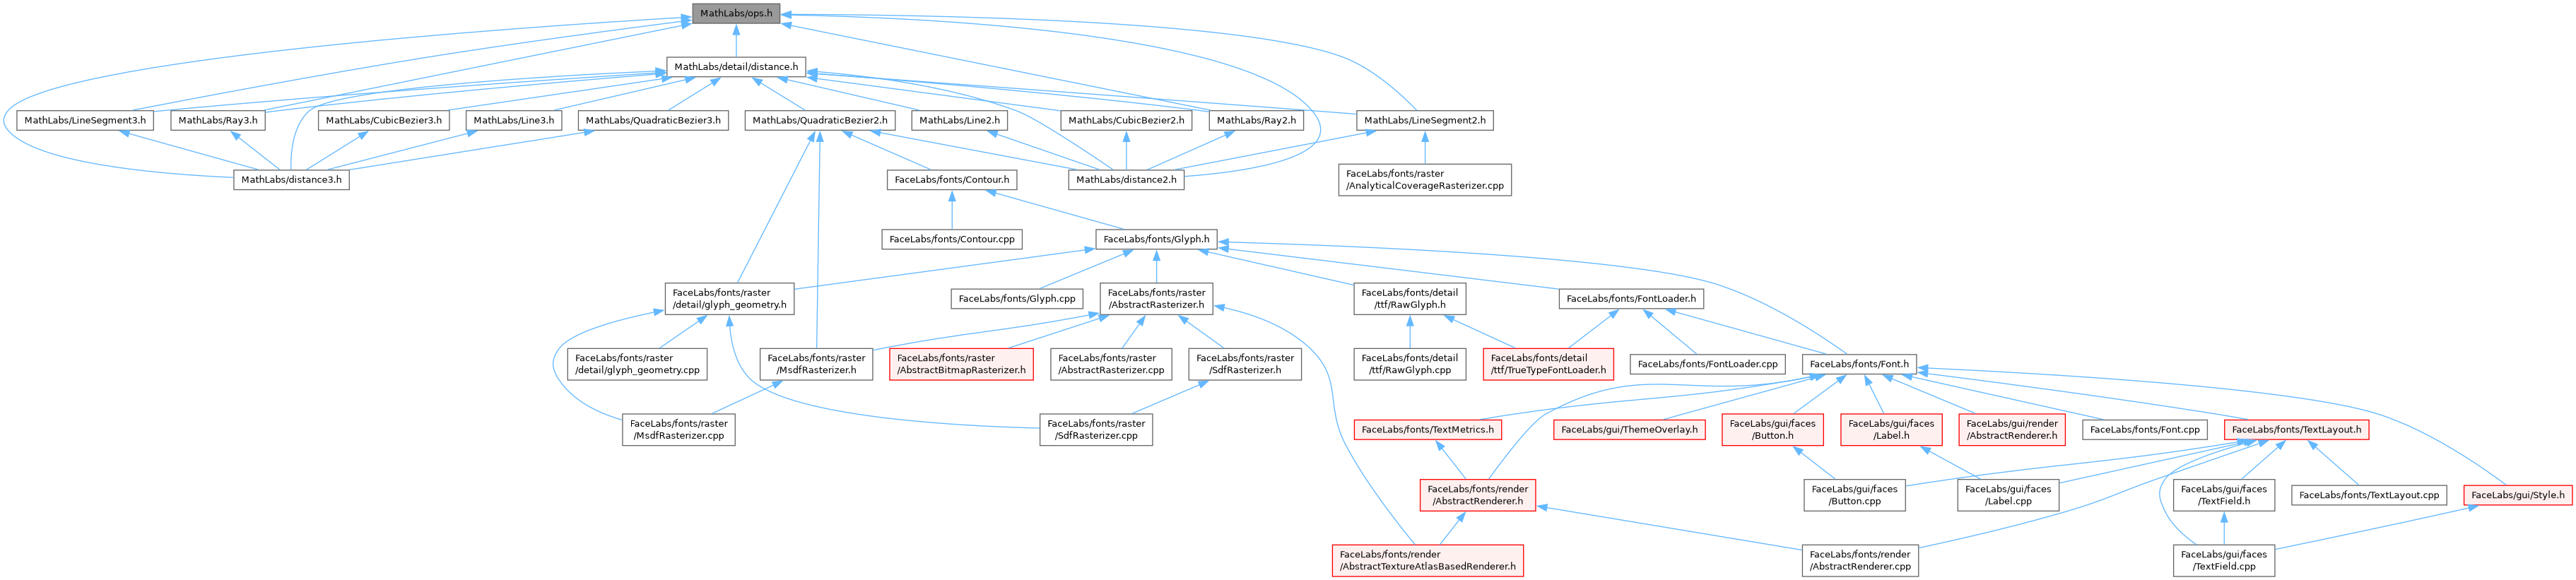 MathLabs/ops.h
MathLabs/detail/distance.h
MathLabs/LineSegment3.h
MathLabs/Ray3.h
MathLabs/CubicBezier3.h
MathLabs/Line3.h
MathLabs/QuadraticBezier3.h
MathLabs/QuadraticBezier2.h
MathLabs/Line2.h
MathLabs/CubicBezier2.h
MathLabs/Ray2.h
MathLabs/LineSegment2.h
MathLabs/distance3.h
FaceLabs/fonts/Contour.h
MathLabs/distance2.h
FaceLabs/fonts/raster
/AnalyticalCoverageRasterizer.cpp
FaceLabs/fonts/Contour.cpp
FaceLabs/fonts/Glyph.h
FaceLabs/fonts/raster
/detail/glyph_geometry.h
FaceLabs/fonts/Glyph.cpp
FaceLabs/fonts/raster
/AbstractRasterizer.h
FaceLabs/fonts/detail
/ttf/RawGlyph.h
FaceLabs/fonts/FontLoader.h
FaceLabs/fonts/raster
/detail/glyph_geometry.cpp
FaceLabs/fonts/raster
/MsdfRasterizer.h
FaceLabs/fonts/raster
/AbstractBitmapRasterizer.h
FaceLabs/fonts/raster
/AbstractRasterizer.cpp
FaceLabs/fonts/raster
/SdfRasterizer.h
FaceLabs/fonts/detail
/ttf/RawGlyph.cpp
FaceLabs/fonts/detail
/ttf/TrueTypeFontLoader.h
FaceLabs/fonts/FontLoader.cpp
FaceLabs/fonts/Font.h
FaceLabs/fonts/raster
/MsdfRasterizer.cpp
FaceLabs/fonts/raster
/SdfRasterizer.cpp
FaceLabs/fonts/TextMetrics.h
FaceLabs/gui/ThemeOverlay.h
FaceLabs/gui/faces
/Button.h
FaceLabs/gui/faces
/Label.h
FaceLabs/gui/render
/AbstractRenderer.h
FaceLabs/fonts/Font.cpp
FaceLabs/fonts/TextLayout.h
FaceLabs/fonts/render
/AbstractRenderer.h
FaceLabs/gui/faces
/Button.cpp
FaceLabs/gui/faces
/Label.cpp
FaceLabs/gui/faces
/TextField.h
FaceLabs/fonts/TextLayout.cpp
FaceLabs/gui/Style.h
FaceLabs/fonts/render
/AbstractTextureAtlasBasedRenderer.h
FaceLabs/fonts/render
/AbstractRenderer.cpp
FaceLabs/gui/faces
/TextField.cpp